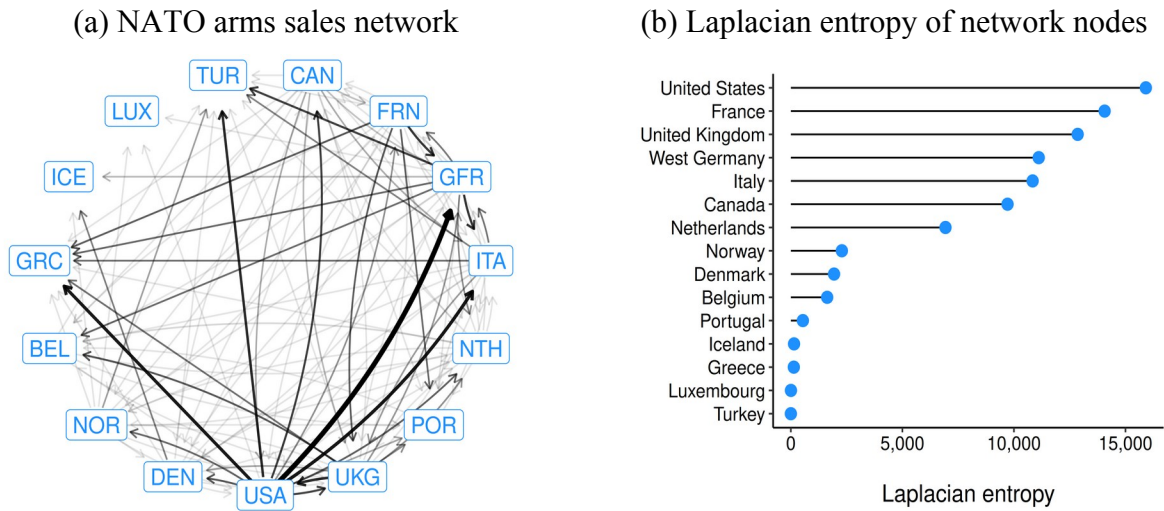 (a) NATO arms sales network
TUR
CAN
LUX
FRN
ICE
GFR
GRC
ITA
BEL
NTH
NOR
POR
DEN
UKG
USA
(b) Laplacian entropy of network nodes
United States
France
United Kingdom
West Germany
Italy
Canada
Netherlands
Norway
Denmark
Belgium
Portugal
Iceland
Greece
Luxembourg
Turkey
0 5,000 10,000 15,000
Laplacian entropy